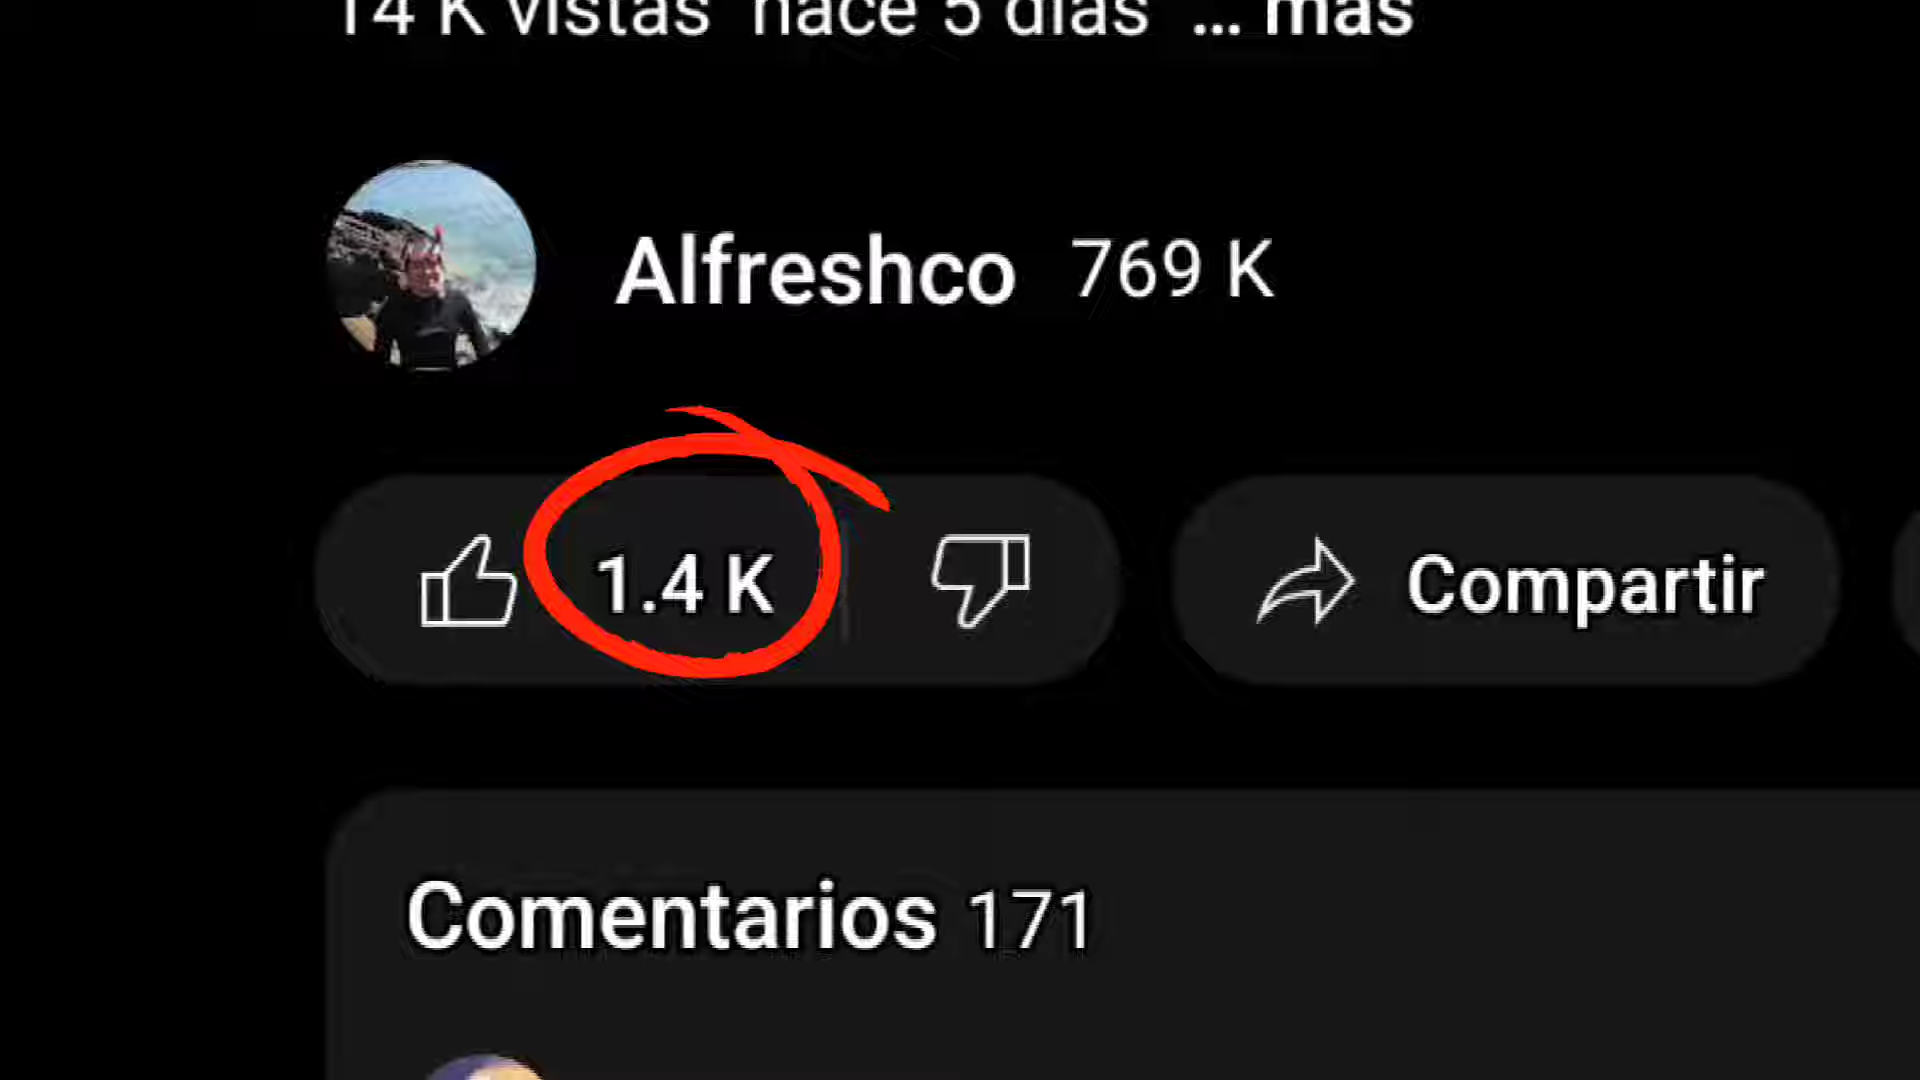 14 K vistas hace 5 días ... más
Alfreshco 769 K
1.4 K
Compartir
Comentarios 171